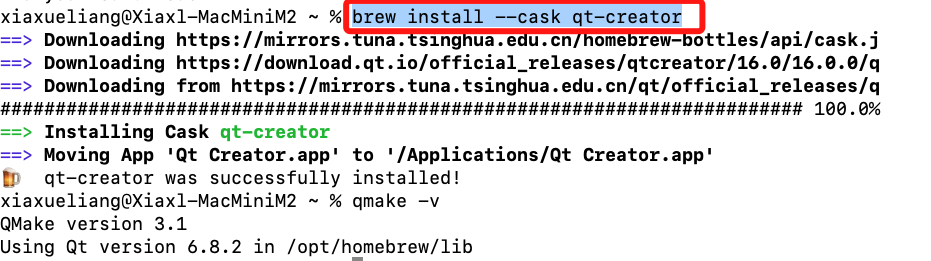 xiaxueliang@Xiaxl-MacMiniM2 ~ % brew install --cask qt-creator
==> Downloading https://mirrors.tuna.tsinghua.edu.cn/homebrew-bottles/api/cask.j
==> Downloading https://download.qt.io/official_releases/qtcreator/16.0/16.0.0/q
==> Downloading from https://mirrors.tuna.tsinghua.edu.cn/qt/official_releases/q
######################################################################## 100.0%
==> Installing Cask qt-creator
==> Moving App 'Qt Creator.app' to '/Applications/Qt Creator.app'
🍺  qt-creator was successfully installed!
xiaxueliang@Xiaxl-MacMiniM2 ~ % qmake -v
QMake version 3.1
Using Qt version 6.8.2 in /opt/homebrew/lib